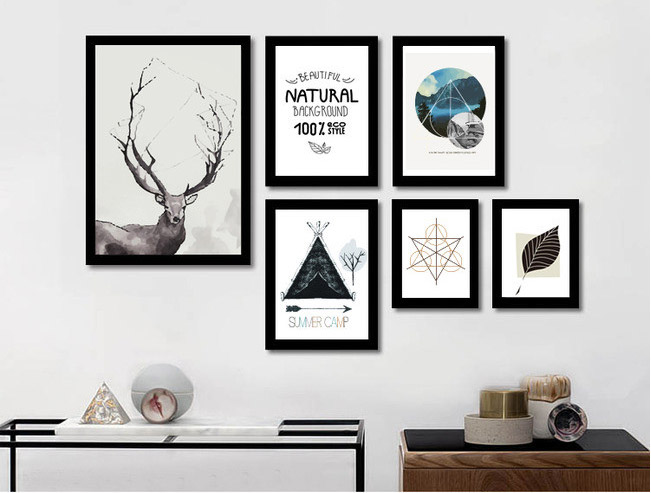 BEAUTIFUL
NATURAL
BACKGROUND
100% eco
STYLE
SUMMER CAMP